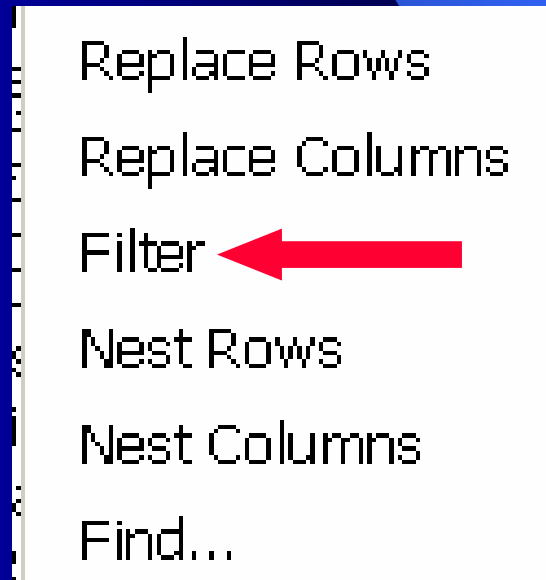 Replace Rows
Replace Columns
Filter
Nest Rows
Nest Columns
Find...